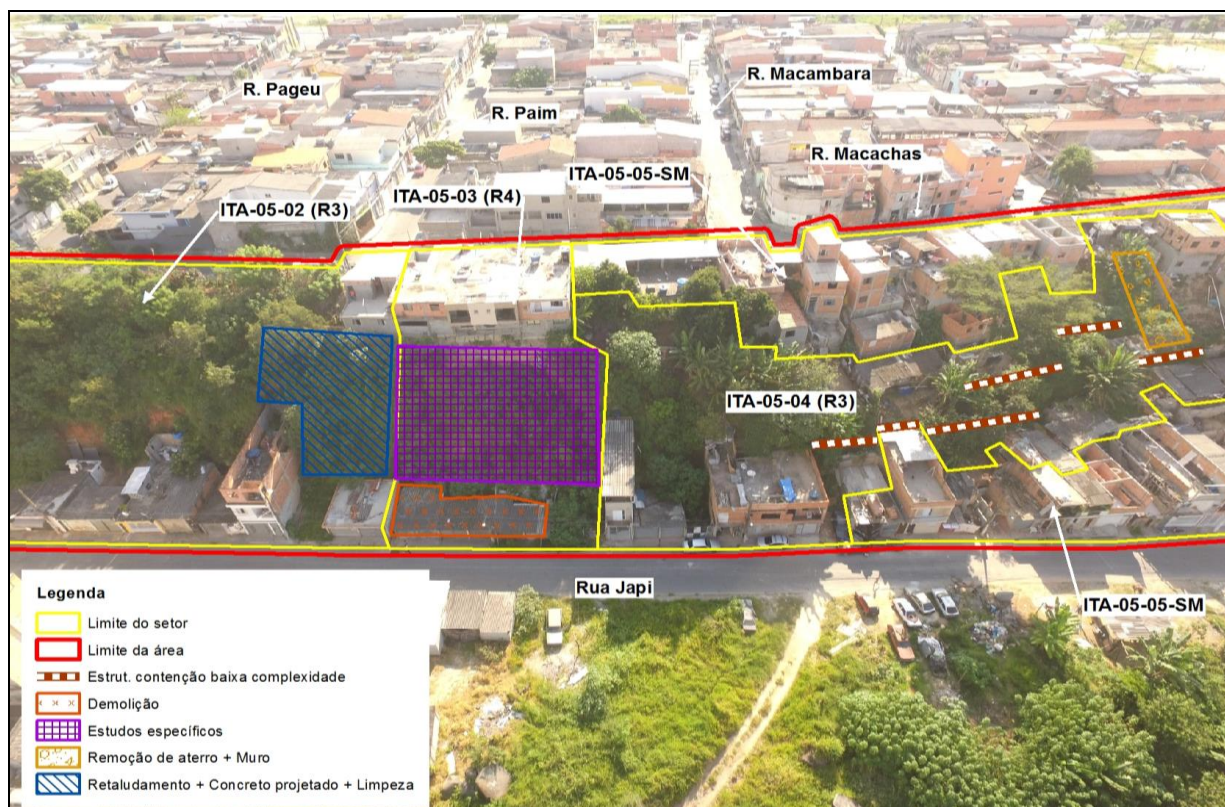 R. Pageu
R. Macambara
R. Paim
R. Macachas
ITA-05-05-SM
ITA-05-03 (R4)
ITA-05-02 (R3)
ITA-05-04 (R3)
Rua Japi
ITA-05-05-SM
Legenda
Limite do setor
Limite da área
Estrut. contenção baixa complexidade
Demolição
Estudos específicos
Remoção de aterro + Muro
Retaludamento + Concreto projetado + Limpeza